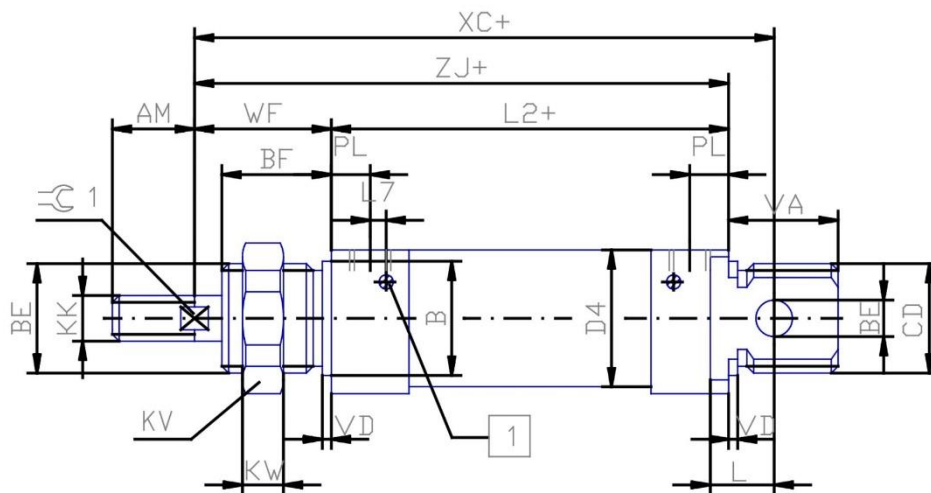 XC+
ZJ+
AM WF L2+
BF PL PL
L7 VA
1
BE KK B D4 BE CD
KV VD 1 VD
KW L